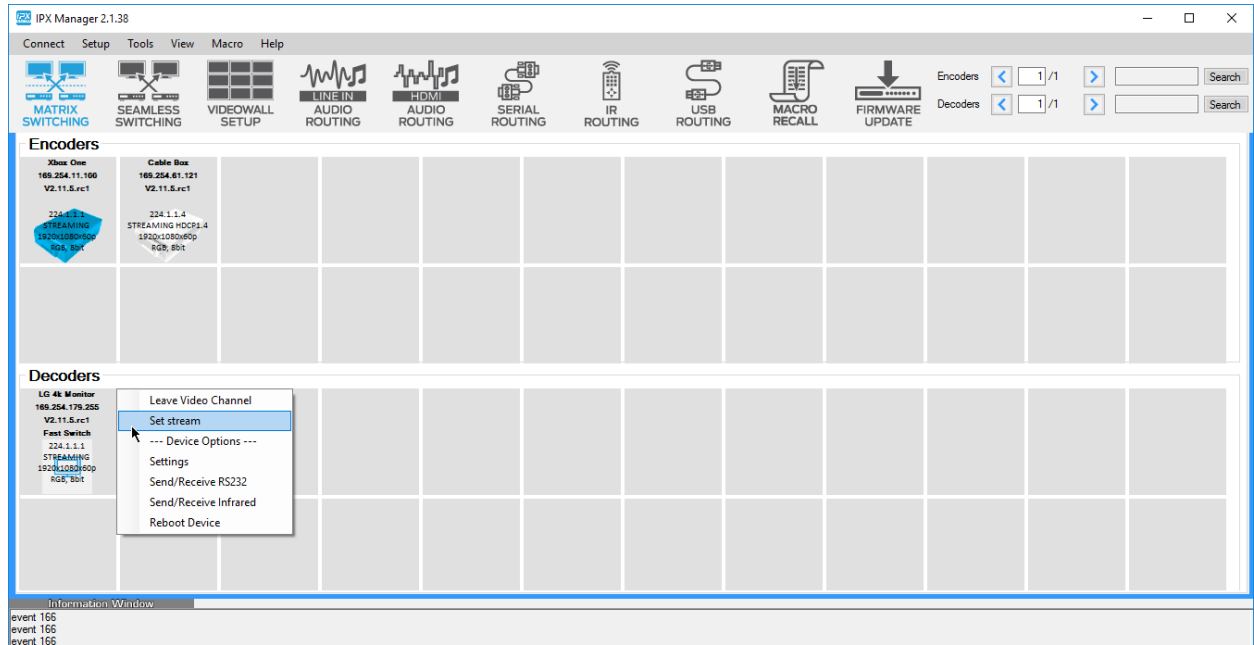 IPX Manager 2.1.38
Connect Setup Tools View Macro Help
MATRIX SWITCHING
SEAMLESS SWITCHING
VIDEOWALL SETUP
LINE IN
AUDIO ROUTING
HDMI
AUDIO ROUTING
SERIAL ROUTING
IR ROUTING
USB ROUTING
MACRO RECALL
FIRMWARE UPDATE
Encoders 1 /1 Search
Decoders 1 /1 Search
Encoders
Xbox One
169.254.11.100
V2.11.5.rc1
224.1.1.1
STREAMING
1920x1080x60p
RGB, 8bit
Cable Box
169.254.61.121
V2.11.5.rc1
224.1.1.4
STREAMING HDCP1.4
1920x1080x60p
RGB, 8bit
Decoders
LG 4k Monitor
169.254.179.255
V2.11.5.rc1
Fast Switch
224.1.1.1
STREAMING
1920x1080x60p
RGB, 8bit
Leave Video Channel
Set stream
--- Device Options ---
Settings
Send/Receive RS232
Send/Receive Infrared
Reboot Device
Information Window
event 166
event 166
event 166